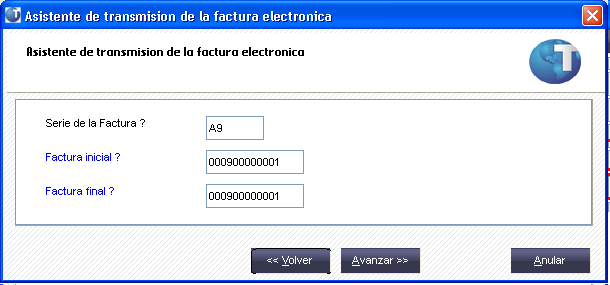 Asistente de transmision de la factura electronica
Asistente de transmision de la factura electronica
T
Serie de la Factura ?
A9
Factura inicial ?
000900000001
Factura final ?
000900000001
<< Volver
Avanzar >>
Anular